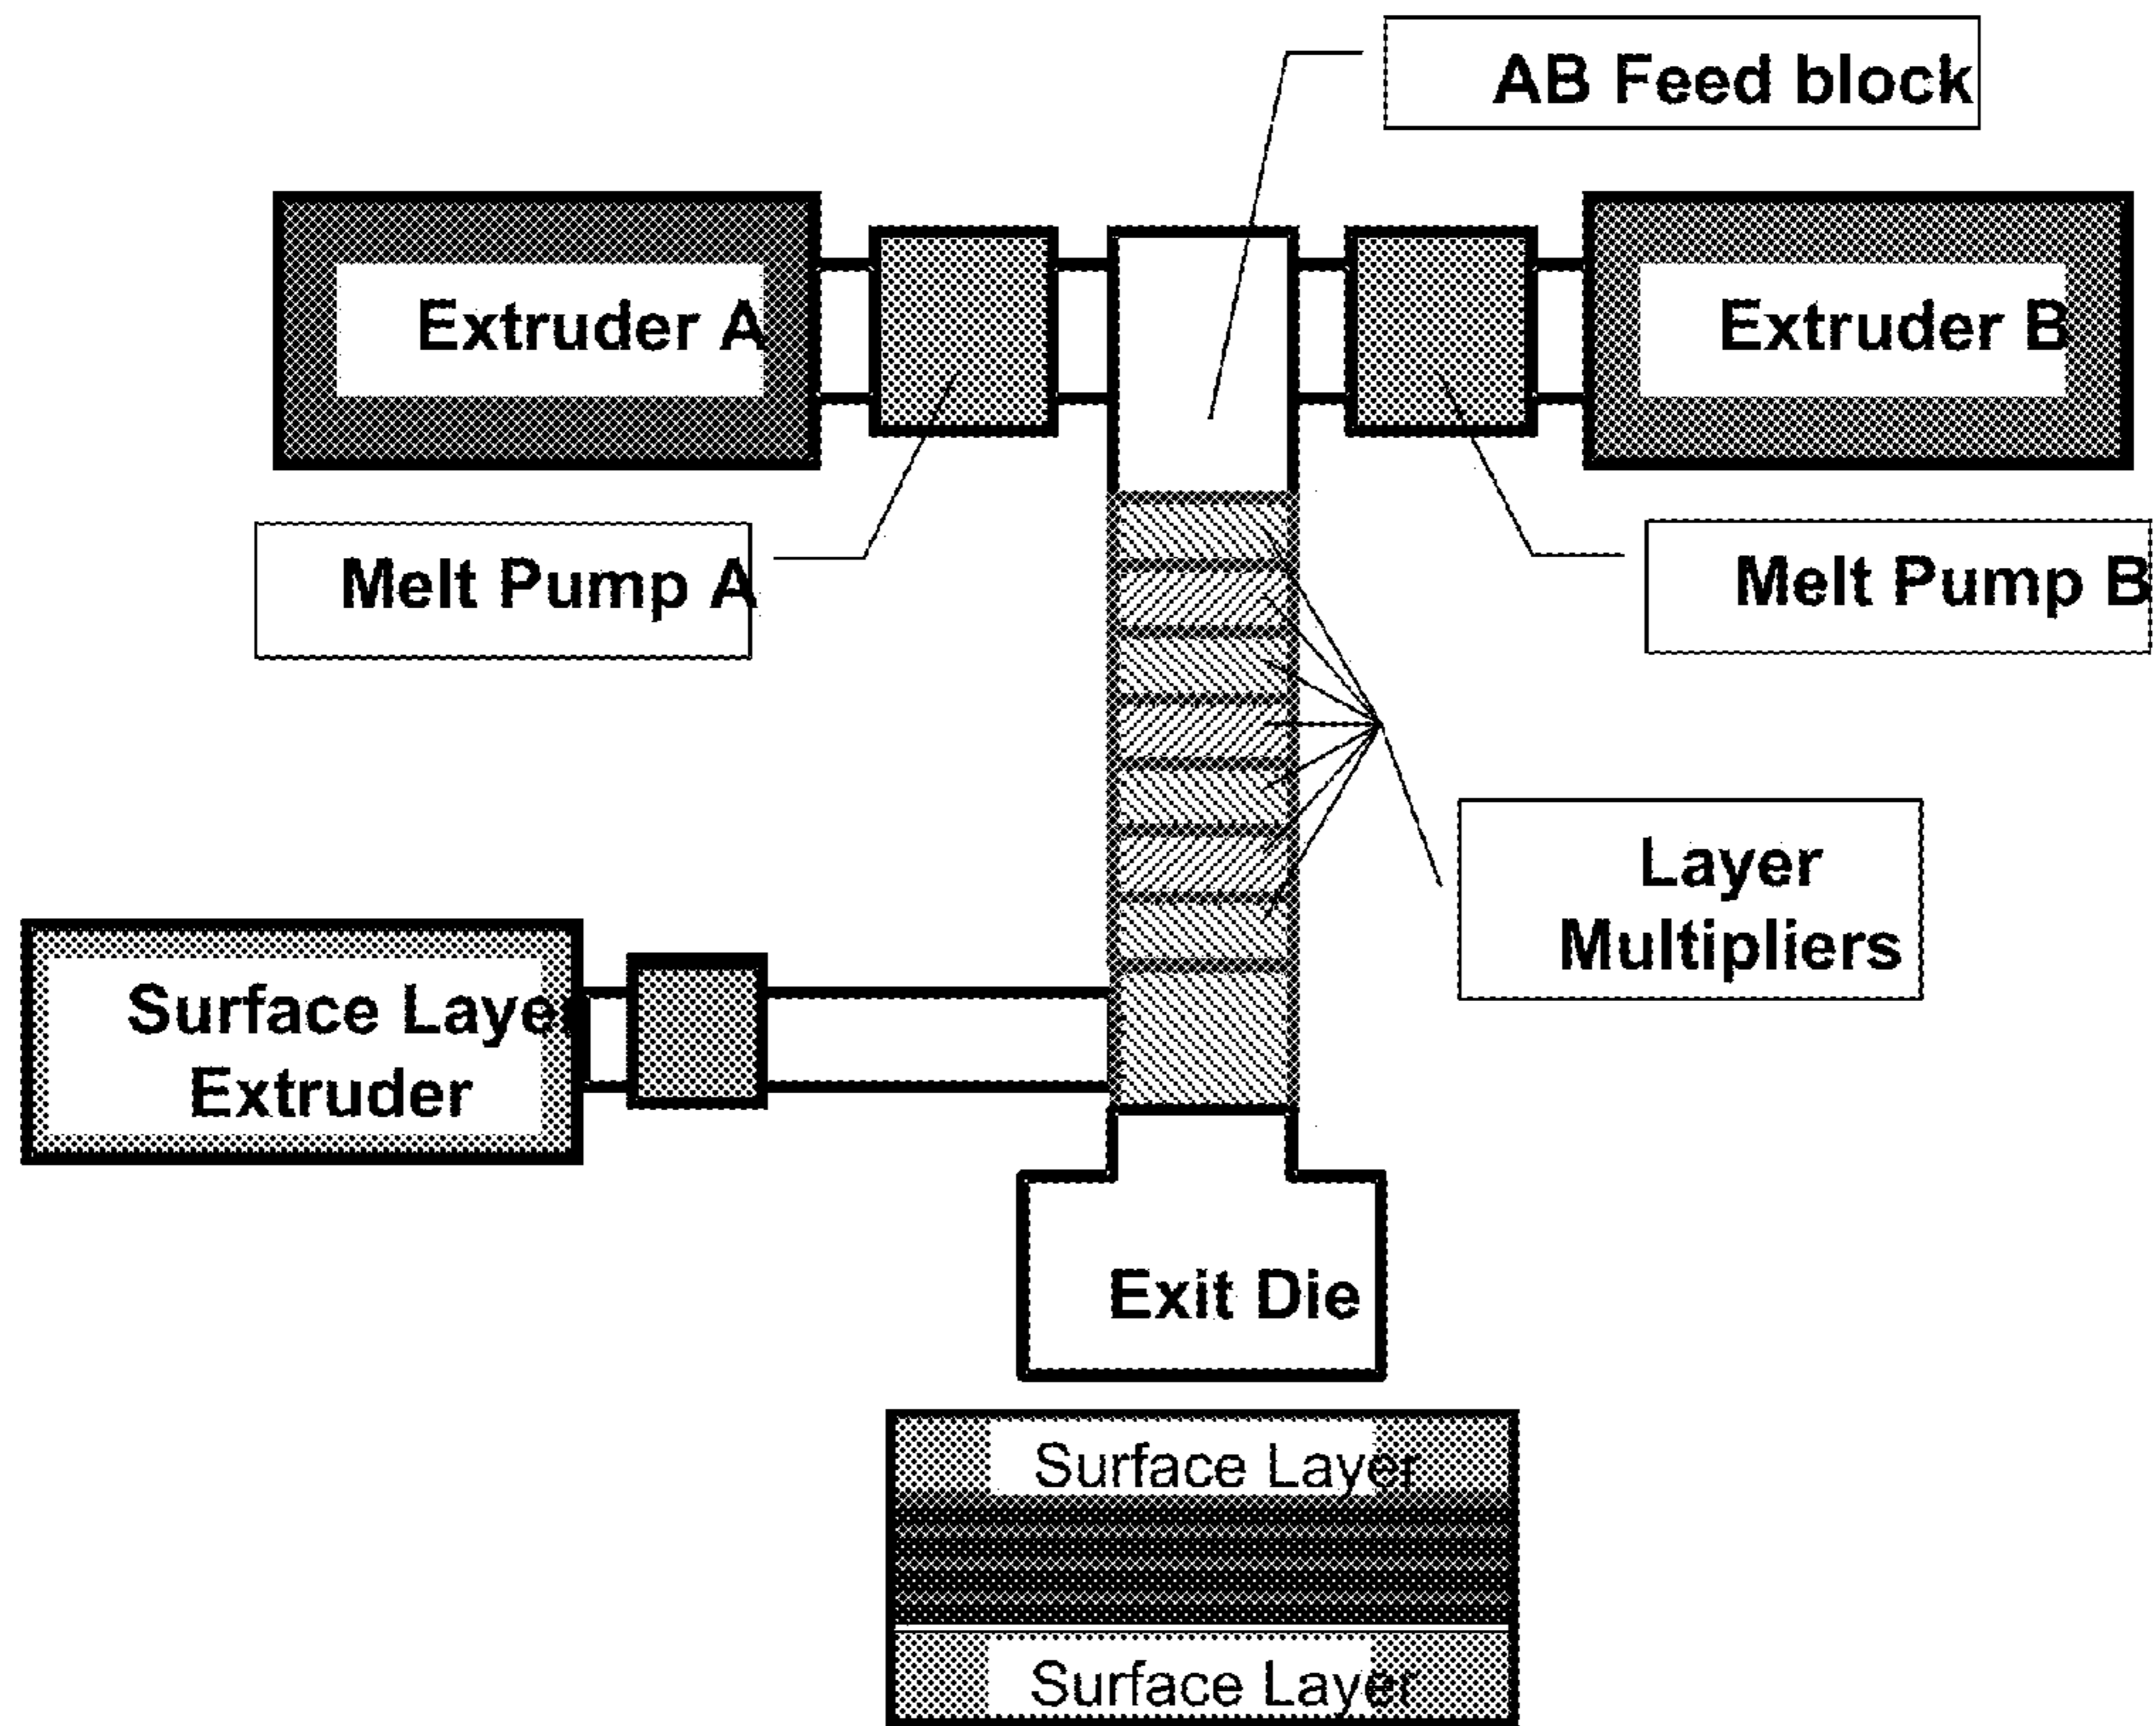 AB Feed block
Extruder A
Extruder B
Melt Pump A
Melt Pump B
Layer
Multipliers
Surface Layer
Extruder
Exit Die
Surface Layer
Surface Layer